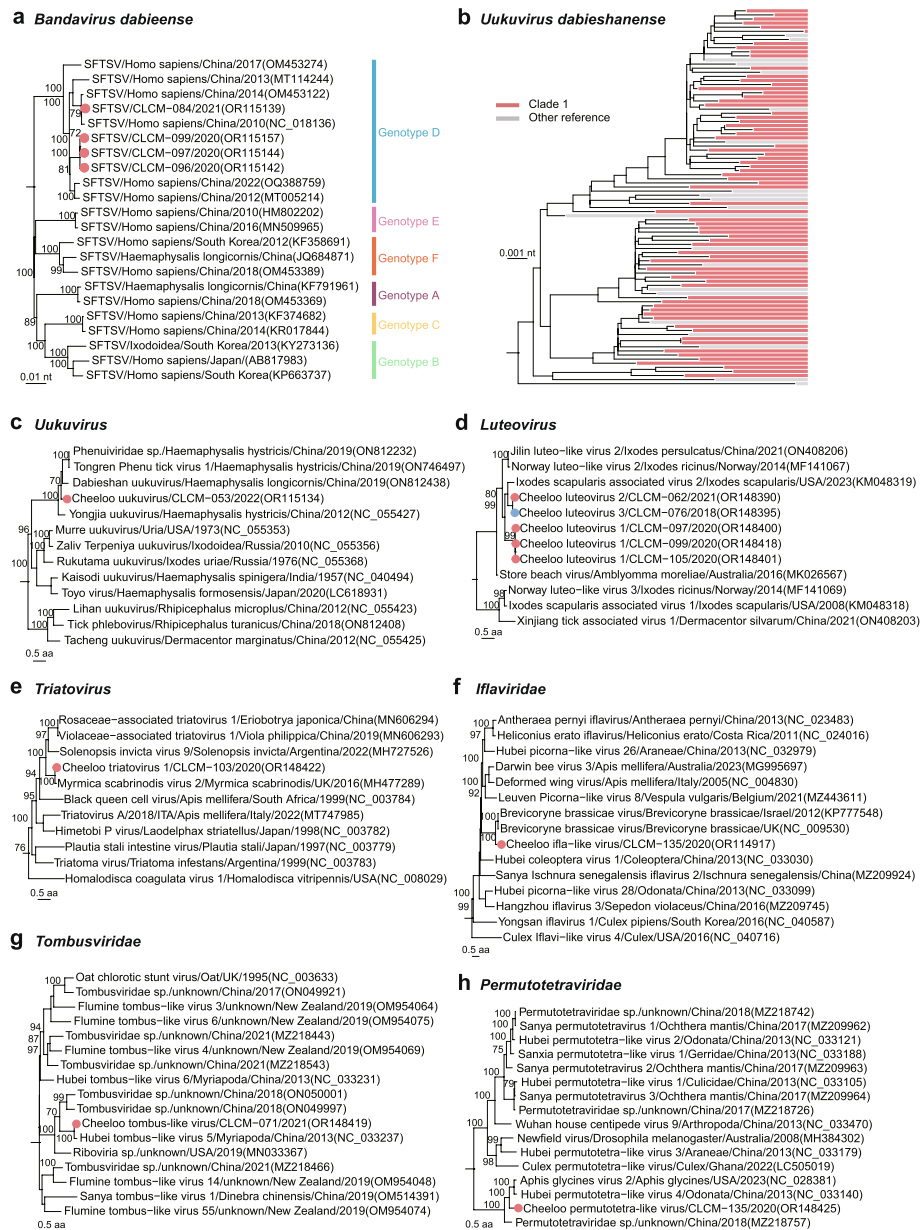 a Bandavirus dabieense
SFTSV/Homo sapiens/China/2017(OM453274)
SFTSV/Homo sapiens/China/2013(MT114244)
100
100
SFTSV/Homo sapiens/China/2014(OM453122)
79
SFTSV/CLCM-084/2021(OR115139)
SFTSV/Homo sapiens/China/2010(NC_018136)
72
100
SFTSV/CLCM-099/2020(OR115157)
Genotype D
100
SFTSV/CLCM-097/2020(OR115144)
81
SFTSV/CLCM-096/2020(OR115142)
SFTSV/Homo sapiens/China/2022(OQ388759)
100
SFTSV/Homo sapiens/China/2012(MT005214)
100
SFTSV/Homo sapiens/China/2010(HM802202)
Genotype E
SFTSV/Homo sapiens/China/2016(MN509965)
SFTSV/Homo sapiens/South Korea/2012(KF358691)
100
SFTSV/Haemaphysalis longicornis/China(JQ684871)
Genotype F
99
100
SFTSV/Homo sapiens/China/2018(OM453389)
SFTSV/Haemaphysalis longicornis/China(KF791961)
100
Genotype A
SFTSV/Homo sapiens/China/2018(OM453369)
89
SFTSV/Homo sapiens/China/2013(KF374682)
100
Genotype C
100
SFTSV/Homo sapiens/China/2014(KR017844)
SFTSV/Ixodoidea/South Korea/2013(KY273136)
100
100
SFTSV/Homo sapiens/Japan/(AB817983)
Genotype B
SFTSV/Homo sapiens/South Korea(KP663737)
0.01 nt
b Uukuvirus dabieshanense
Clade 1
Other reference
0.001 nt
c Uukuvirus
Phenuiviridae sp./Haemaphysalis hystricis/China/2019(ON812232)
100
Tongren Phenu tick virus 1/Haemaphysalis hystricis/China/2019(ON746497)
70
Dabieshan uukuvirus/Haemaphysalis longicornis/China(ON812438)
100
Cheeloo uukuvirus/CLCM-053/2022(OR115134)
Yongjia uukuvirus/Haemaphysalis hystricis/China/2012(NC_055427)
96
Murre uukuvirus/Uria/USA/1973(NC_055353)
100
Zaliv Terpeniya uukuvirus/Ixodoidea/Russia/2010(NC_055356)
100
Rukutama uukuvirus/Ixodes uriae/Russia/1976(NC_055368)
Kaisodi uukuvirus/Haemaphysalis spinigera/India/1957(NC_040494)
100
Toyo virus/Haemaphysalis formosensis/Japan/2020(LC618931)
Lihan uukuvirus/Rhipicephalus microplus/China/2012(NC_055423)
100
Tick phlebovirus/Rhipicephalus turanicus/China/2018(ON812408)
Tacheng uukuvirus/Dermacentor marginatus/China/2012(NC_055425)
0.5 aa
d Luteovirus
Jilin luteo-like virus 2/Ixodes persulcatus/China/2021(ON408206)
100
Norway luteo-like virus 2/Ixodes ricinus/Norway/2014(MF141067)
Ixodes scapularis associated virus 2/Ixodes scapularis/USA/2023(KM048319)
80
99
Cheeloo luteovirus 2/CLCM-062/2021(OR148390)
Cheeloo luteovirus 3/CLCM-076/2018(OR148395)
Cheeloo luteovirus 1/CLCM-097/2020(OR148400)
99
Cheeloo luteovirus 1/CLCM-099/2020(OR148418)
Cheeloo luteovirus 1/CLCM-105/2020(OR148401)
Store beach virus/Amblyomma moreliae/Australia/2016(MK026567)
98
Norway luteo-like virus 3/Ixodes ricinus/Norway/2014(MF141069)
100
Ixodes scapularis associated virus 1/Ixodes scapularis/USA/2008(KM048318)
Xinjiang tick associated virus 1/Dermacentor silvarum/China/2021(ON408203)
0.5 aa
e Triatovirus
100
Rosaceae-associated triatovirus 1/Eriobotrya japonica/China(MN606294)
97
Violaceae-associated triatovirus 1/Viola philippica/China/2019(MN606293)
100
Solenopsis invicta virus 9/Solenopsis invicta/Argentina/2022(MH727526)
94
Cheeloo triatovirus 1/CLCM-103/2020(OR148422)
100
Myrmica scabrinodis virus 2/Myrmica scabrinodis/UK/2016(MH477289)
95
Black queen cell virus/Apis mellifera/South Africa/1999(NC_003784)
100
Triatovirus A/2018/ITA/Apis mellifera/Italy/2022(MT747985)
Himetobi P virus/Laodelphax striatellus/Japan/1998(NC_003782)
76
Plautia stali intestine virus/Plautia stali/Japan/1997(NC_003779)
Triatoma virus/Triatoma infestans/Argentina/1999(NC_003783)
Homalodisca coagulata virus 1/Homalodisca vitripennis/USA(NC_008029)
0.5 aa
f Iflaviridae
100
Antheraea pernyi iflavirus/Antheraea pernyi/China/2013(NC_023483)
97
Heliconius erato iflavirus/Heliconius erato/Costa Rica/2011(NC_024016)
Hubei picorna-like virus 26/Araneae/China/2013(NC_032979)
100
Darwin bee virus 3/Apis mellifera/Australia/2023(MG995697)
Deformed wing virus/Apis mellifera/Italy/2005(NC_004830)
92
Leuven Picorna-like virus 8/Vespula vulgaris/Belgium/2021(MZ443611)
100
Brevicoryne brassicae virus/Brevicoryne brassicae/Israel/2012(KP777548)
Brevicoryne brassicae virus/Brevicoryne brassicae/UK(NC_009530)
100
Cheeloo ifla-like virus/CLCM-135/2020(OR114917)
Hubei coleoptera virus 1/Coleoptera/China/2013(NC_033030)
Sanya Ischnura senegalensis iflavirus 2/Ischnura senegalensis/China(MZ209924)
100
Hubei picorna-like virus 28/Odonata/China/2013(NC_033099)
99
Hangzhou iflavirus 3/Sepedon violaceus/China/2016(MZ209745)
Yongsan iflavirus 1/Culex pipiens/South Korea/2016(NC_040587)
Culex Iflavi-like virus 4/Culex/USA/2016(NC_040716)
0.5 aa
g Tombusviridae
100
Oat chlorotic stunt virus/Oat/UK/1995(NC_003633)
Tombusviridae sp./unknown/China/2017(ON049921)
Flumine tombus-like virus 3/unknown/New Zealand/2019(OM954064)
Flumine tombus-like virus 6/unknown/New Zealand/2019(OM954075)
94
87
Tombusviridae sp./unknown/China/2021(MZ218443)
97
Flumine tombus-like virus 4/unknown/New Zealand/2019(OM954069)
Tombusviridae sp./unknown/China/2021(MZ218543)
Hubei tombus-like virus 6/Myriapoda/China/2013(NC_033231)
99
Tombusviridae sp./unknown/China/2018(ON050001)
Tombusviridae sp./unknown/China/2018(ON049997)
70
Cheeloo tombus-like virus/CLCM-071/2021(OR148419)
100
100
Hubei tombus-like virus 5/Myriapoda/China/2013(NC_033237)
Riboviria sp./unknown/USA/2019(MN033367)
Tombusviridae sp./unknown/China/2021(MZ218466)
100
Flumine tombus-like virus 14/unknown/New Zealand/2019(OM954048)
Sanya tombus-like virus 1/Dinebra chinensis/China(OM514391)
Flumine tombus-like virus 55/unknown/New Zealand/2019(OM954074)
0.5 aa
h Permutotetraviridae
100
Permutotetraviridae sp./unknown/China/2018(MZ218742)
100
Sanya permutotetravirus 1/Ochthera mantis/China/2017(MZ209962)
100
Hubei permutotetra-like virus 2/Odonata/China/2013(NC_033121)
75
Sanxia permutotetra-like virus 1/Gerridae/China/2013(NC_033188)
Sanya permutotetravirus 2/Ochthera mantis/China/2017(MZ209963)
79
Hubei permutotetra-like virus 1/Culicidae/China/2013(NC_033105)
100
Sanya permutotetravirus 3/Ochthera mantis/China/2017(MZ209964)
Permutotetraviridae sp./unknown/China/2017(MZ218726)
100
Wuhan house centipede virus 9/Arthropoda/China/2013(NC_033470)
99
Newfield virus/Drosophila melanogaster/Australia/2008(MH384302)
Hubei permutotetra-like virus 3/Araneae/China/2013(NC_033179)
98
Culex permutotetra-like virus/Culex/Ghana/2022(LC505019)
100
Aphis glycines virus 2/Aphis glycines/USA/2023(NC_028381)
Hubei permutotetra-like virus 4/Odonata/China/2013(NC_033140)
100
100
Cheeloo permutotetra-like virus/CLCM-135/2020(OR148425)
Permutotetraviridae sp./unknown/China/2018(MZ218757)
0.5 aa